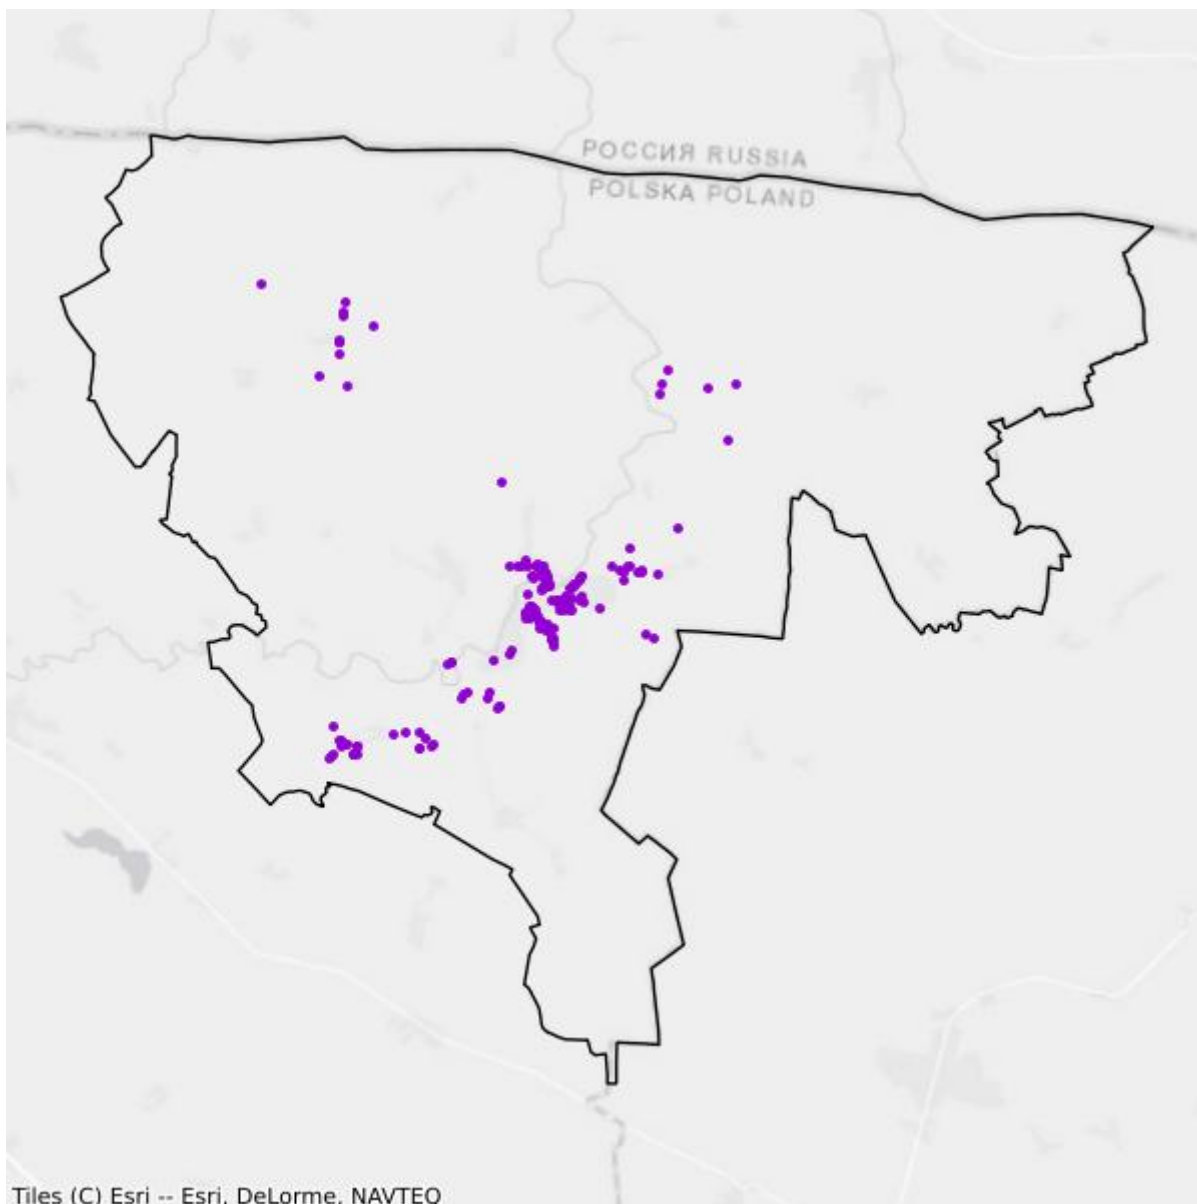 РОССИЯ RUSSIA
POLSKA POLAND
Tiles (C) Esri -- Esri, DeLorme, NAVTEQ